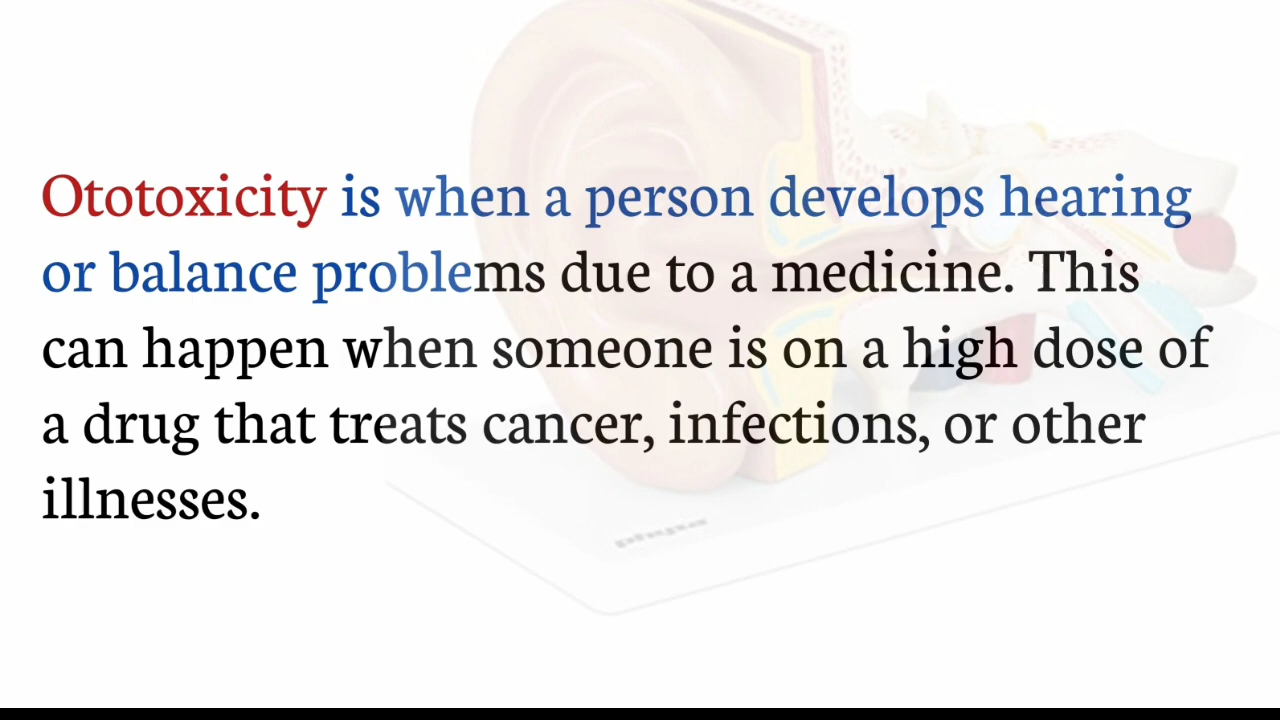 Ototoxicity is when a person develops hearing
or balance problems due to a medicine. This
can happen when someone is on a high dose of
a drug that treats cancer, infections, or other
illnesses.